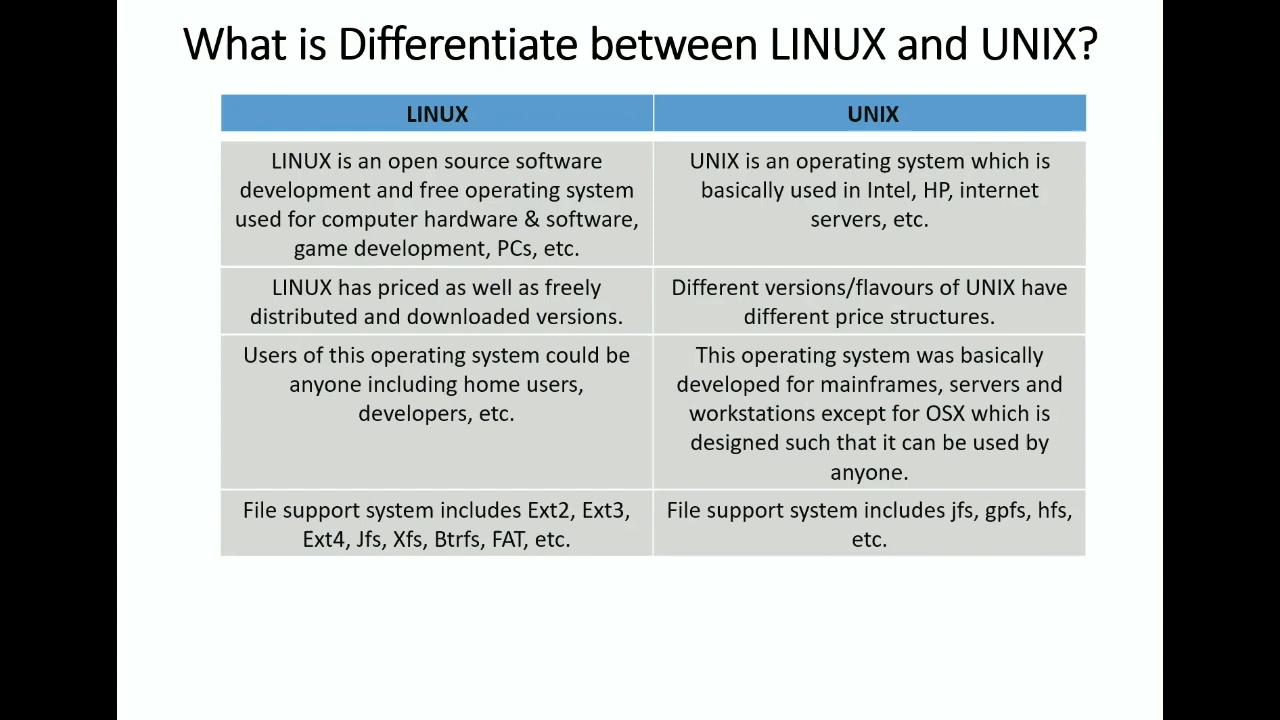 What is Differentiate between LINUX and UNIX?
LINUX
UNIX
LINUX is an open source software
development and free operating system
used for computer hardware & software,
game development, PCs, etc.
UNIX is an operating system which is
basically used in Intel, HP, internet
servers, etc.
LINUX has priced as well as freely
distributed and downloaded versions.
Different versions/flavours of UNIX have
different price structures.
Users of this operating system could be
anyone including home users,
developers, etc.
This operating system was basically
developed for mainframes, servers and
workstations except for OSX which is
designed such that it can be used by
anyone.
File support system includes Ext2, Ext3,
Ext4, Jfs, Xfs, Btrfs, FAT, etc.
File support system includes jfs, gpfs, hfs,
etc.